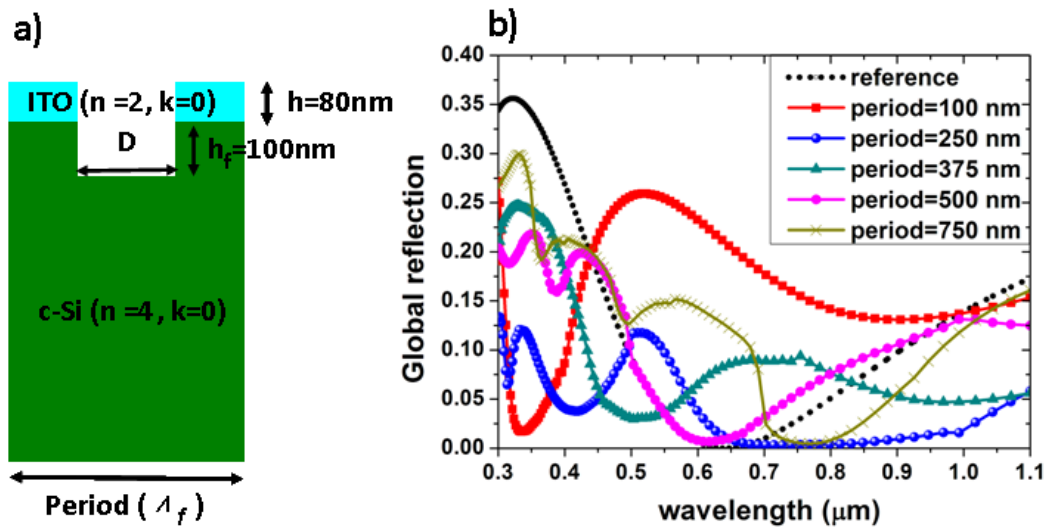 a)
ITO (n =2, k=0)
h=80nm
D
h_f=100nm
c-Si (n =4, k=0)
Period ( Λ_f )
b)
Global reflection
0.40
0.35
0.30
0.25
0.20
0.15
0.10
0.05
0.00
reference
period=100 nm
period=250 nm
period=375 nm
period=500 nm
period=750 nm
0.3 0.4 0.5 0.6 0.7 0.8 0.9 1.0 1.1
wavelength (μm)